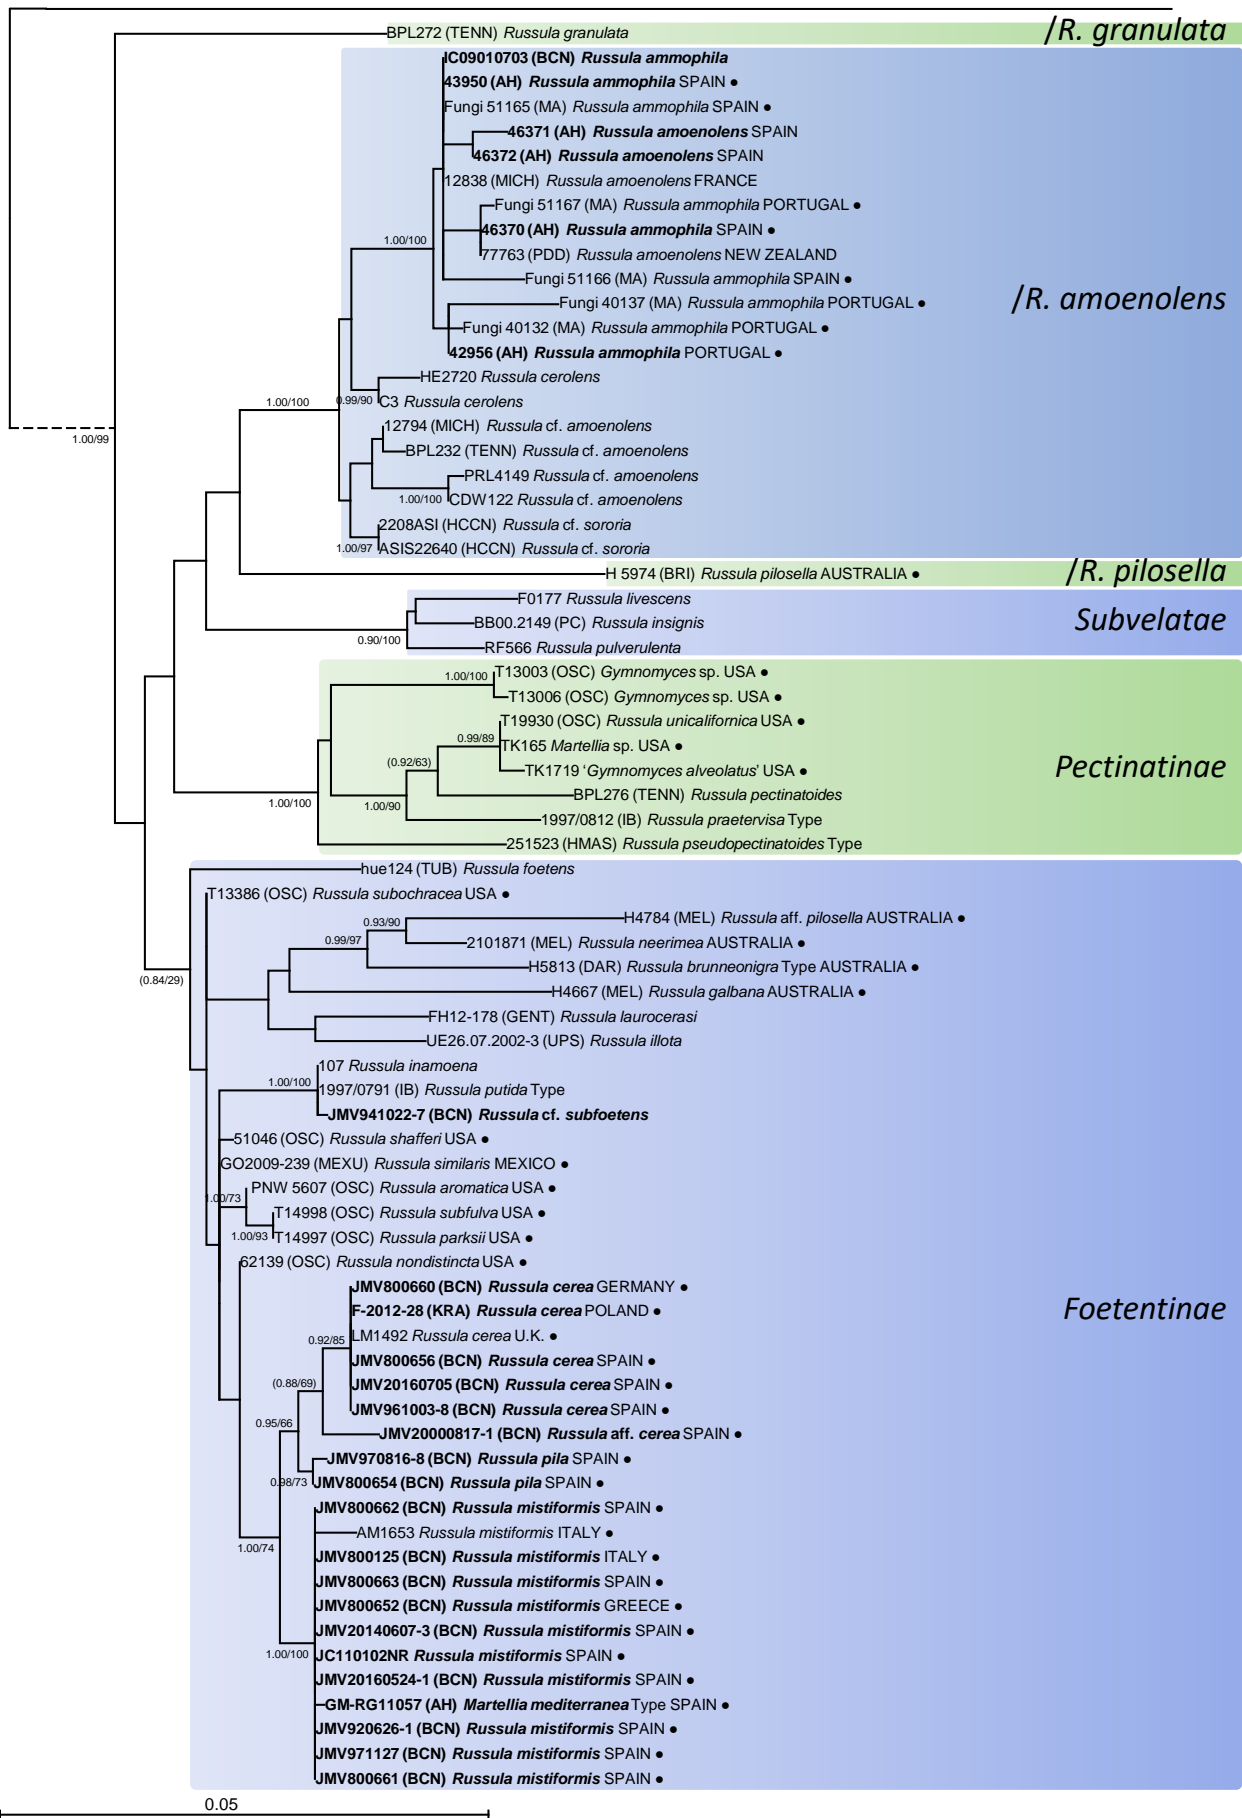 BPL272 (TENN) Russula granulata
/R. granulata
IC09010703 (BCN) Russula ammophila
43950 (AH) Russula ammophila SPAIN ●
Fungi 51165 (MA) Russula ammophila SPAIN ●
46371 (AH) Russula amoenolens SPAIN
46372 (AH) Russula amoenolens SPAIN
12838 (MICH) Russula amoenolens FRANCE
Fungi 51167 (MA) Russula ammophila PORTUGAL ●
46370 (AH) Russula ammophila SPAIN ●
1.00/100
77763 (PDD) Russula amoenolens NEW ZEALAND
Fungi 51166 (MA) Russula ammophila SPAIN ●
/R. amoenolens
Fungi 40137 (MA) Russula ammophila PORTUGAL ●
Fungi 40132 (MA) Russula ammophila PORTUGAL ●
42956 (AH) Russula ammophila PORTUGAL ●
HE2720 Russula cerolens
1.00/100
0.99/90
C3 Russula cerolens
12794 (MICH) Russula cf. amoenolens
1.00/99
BPL232 (TENN) Russula cf. amoenolens
PRL4149 Russula cf. amoenolens
1.00/100
CDW122 Russula cf. amoenolens
2208ASI (HCCN) Russula cf. sororia
1.00/97
ASIS22640 (HCCN) Russula cf. sororia
H 5974 (BRI) Russula pilosella AUSTRALIA ●
/R. pilosella
F0177 Russula livescens
BB00.2149 (PC) Russula insignis
Subvelatae
0.90/100
RF566 Russula pulverulenta
T13003 (OSC) Gymnomyces sp. USA ●
1.00/100
T13006 (OSC) Gymnomyces sp. USA ●
T19930 (OSC) Russula unicalifornica USA ●
0.99/89
TK165 Martellia sp. USA ●
(0.92/63)
TK1719 ‘Gymnomyces alveolatus’ USA ●
Pectinatinae
BPL276 (TENN) Russula pectinatoides
1.00/100
1.00/90
1997/0812 (IB) Russula praetervisa Type
251523 (HMAS) Russula pseudopectinatoides Type
hue124 (TUB) Russula foetens
T13386 (OSC) Russula subochracea USA ●
0.93/90
H4784 (MEL) Russula aff. pilosella AUSTRALIA ●
0.99/97
2101871 (MEL) Russula neerimea AUSTRALIA ●
H5813 (DAR) Russula brunneonigra Type AUSTRALIA ●
(0.84/29)
H4667 (MEL) Russula galbana AUSTRALIA ●
FH12-178 (GENT) Russula laurocerasi
UE26.07.2002-3 (UPS) Russula illota
107 Russula inamoena
1.00/100
1997/0791 (IB) Russula putida Type
JMV941022-7 (BCN) Russula cf. subfoetens
51046 (OSC) Russula shafferi USA ●
GO2009-239 (MEXU) Russula similaris MEXICO ●
PNW 5607 (OSC) Russula aromatica USA ●
1.00/73
T14998 (OSC) Russula subfulva USA ●
1.00/93
T14997 (OSC) Russula parksii USA ●
62139 (OSC) Russula nondistincta USA ●
JMV800660 (BCN) Russula cerea GERMANY ●
F-2012-28 (KRA) Russula cerea POLAND ●
Foetentinae
0.92/85
LM1492 Russula cerea U.K. ●
JMV800656 (BCN) Russula cerea SPAIN ●
(0.88/69)
JMV20160705 (BCN) Russula cerea SPAIN ●
JMV961003-8 (BCN) Russula cerea SPAIN ●
0.95/66
JMV20000817-1 (BCN) Russula aff. cerea SPAIN ●
JMV970816-8 (BCN) Russula pila SPAIN ●
0.98/73
JMV800654 (BCN) Russula pila SPAIN ●
JMV800662 (BCN) Russula mistiformis SPAIN ●
AM1653 Russula mistiformis ITALY ●
1.00/74
JMV800125 (BCN) Russula mistiformis ITALY ●
JMV800663 (BCN) Russula mistiformis SPAIN ●
JMV800652 (BCN) Russula mistiformis GREECE ●
JMV20140607-3 (BCN) Russula mistiformis SPAIN ●
1.00/100
JC110102NR Russula mistiformis SPAIN ●
JMV20160524-1 (BCN) Russula mistiformis SPAIN ●
GM-RG11057 (AH) Martellia mediterranea Type SPAIN ●
JMV920626-1 (BCN) Russula mistiformis SPAIN ●
JMV971127 (BCN) Russula mistiformis SPAIN ●
JMV800661 (BCN) Russula mistiformis SPAIN ●
0.05